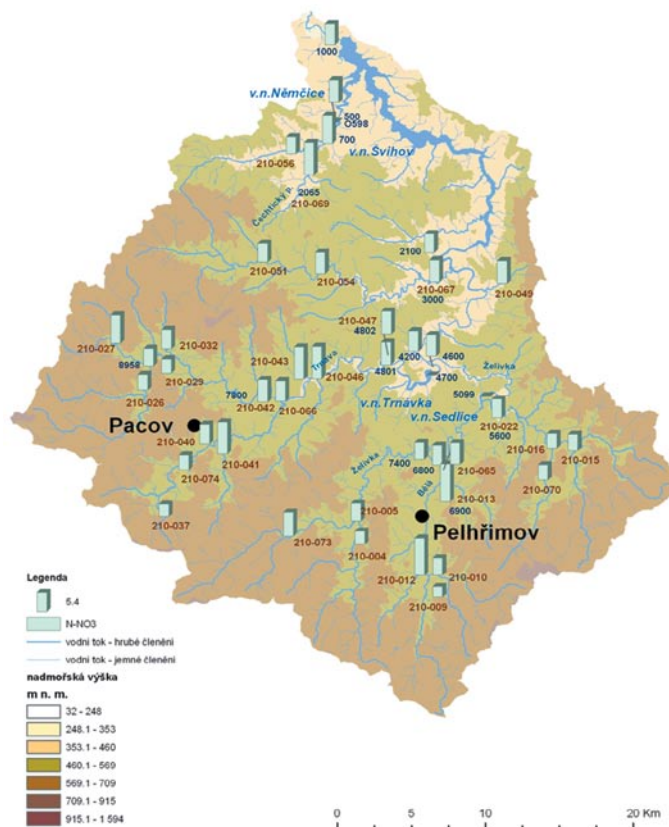 1000
v.n.Němčice
500
O598
700
v.n.Švihov
210-056
2065
210-069
Čechtický p.
2100
210-051
210-054
210-067
3000
210-049
210-047
4802
210-027
210-032
8958
210-029
210-026
210-043
Trnava
210-046
4801
4200
4600
4700
Želivka
7800
210-042
210-066
v.n.Trnávka
v.n.Sedlice
5099
210-022
5600
Pacov
210-040
210-041
210-074
210-016
210-015
7400
6800
210-065
Želivka
Bělá
210-070
210-013
6900
210-037
210-005
210-073
210-004
Pelhřimov
210-012
210-010
210-009
Legenda
5.4
N-NO3
vodní tok - hrubé členění
vodní tok - jemné členění
nadmořská výška
m n. m.
32 - 248
248.1 - 353
353.1 - 460
460.1 - 569
569.1 - 709
709.1 - 915
915.1 - 1 594
0 5 10 20 Km